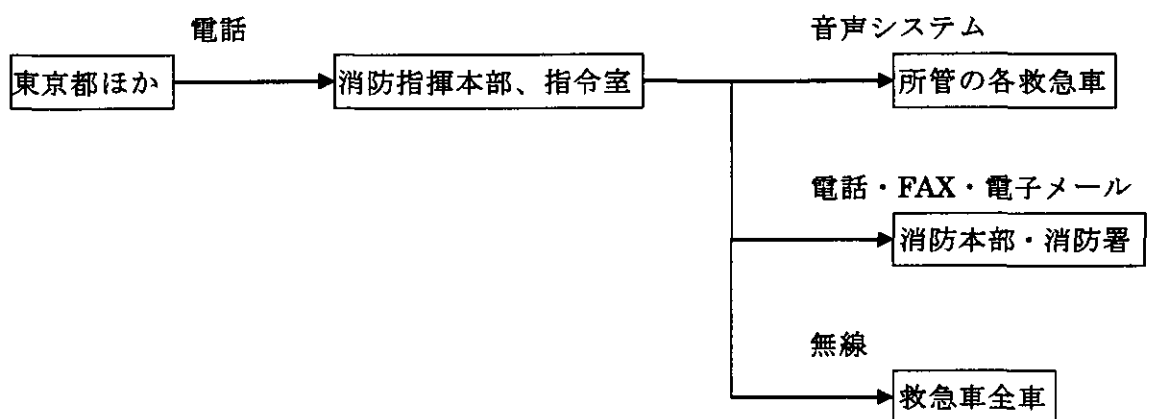 電話
音声システム
東京都ほか
消防指揮本部、指令室
所管の各救急車
電話・FAX・電子メール
消防本部・消防署
無線
救急車全車